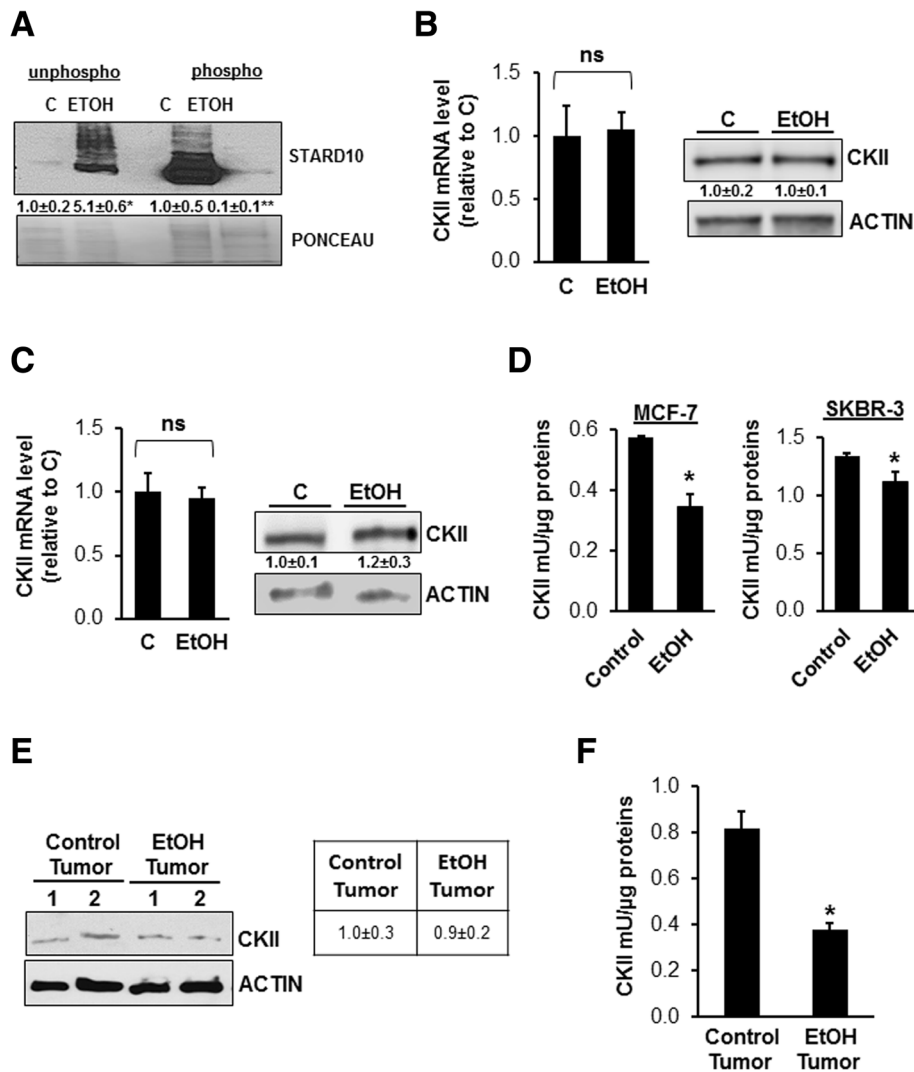 A
unphospho phospho
C ETOH C ETOH
STARD10
1.0±0.2 5.1±0.6* 1.0±0.5 0.1±0.1**
PONCEAU
B
CKII mRNA level
(relative to C)
1.5
1.0
0.5
0.0
ns
C EtOH
C EtOH
CKII
1.0±0.2 1.0±0.1
ACTIN
C
CKII mRNA level
(relative to C)
1.5
1.0
0.5
0.0
ns
C EtOH
C EtOH
CKII
1.0±0.1 1.2±0.3
ACTIN
D
MCF-7
CKII mU/µg proteins
0.6
0.4
0.2
0.0
*
Control EtOH
SKBR-3
CKII mU/µg proteins
1.5
1.0
0.5
0.0
*
Control EtOH
E
Control EtOH
Tumor Tumor
1 2 1 2
CKII
ACTIN
Control EtOH
Tumor Tumor
1.0±0.3 0.9±0.2
F
CKII mU/µg proteins
1.0
0.8
0.6
0.4
0.2
0.0
*
Control EtOH
Tumor Tumor